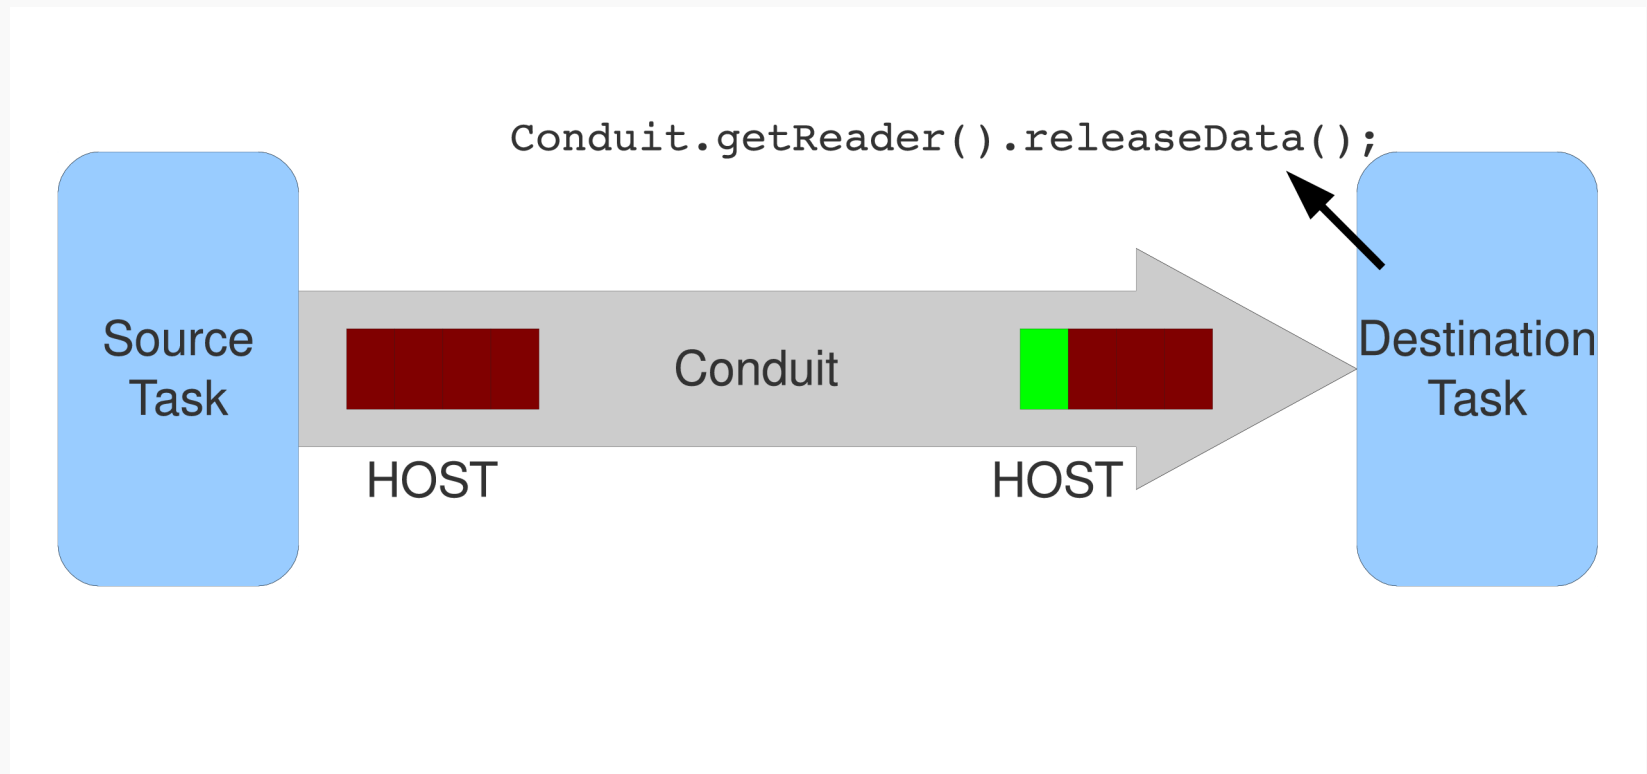 Conduit.getReader().releaseData();
Source
Task
Conduit
Destination
Task
HOST
HOST